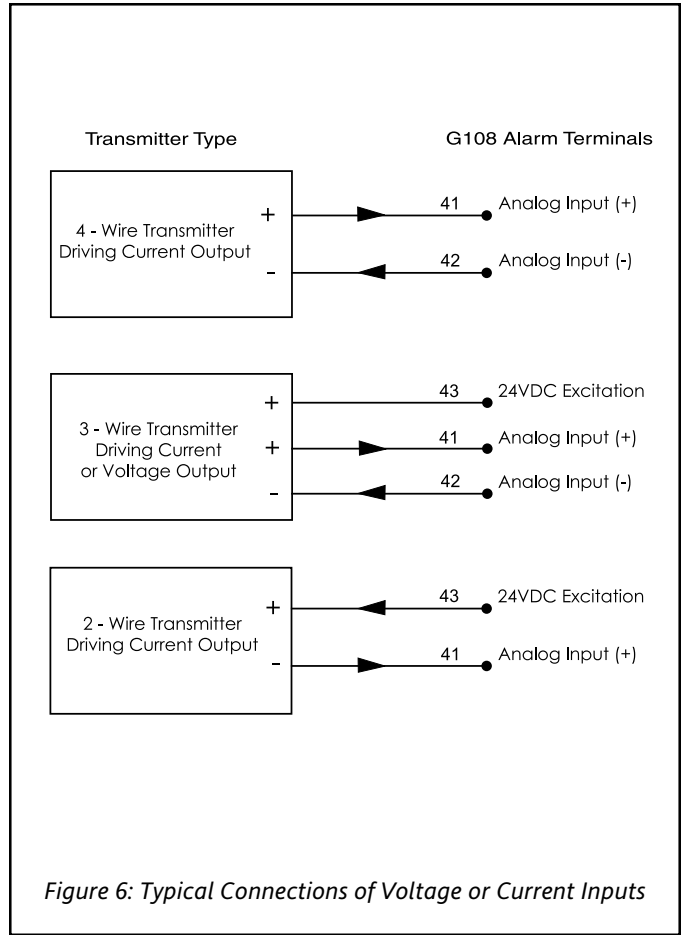 Transmitter Type G108 Alarm Terminals
4 - Wire Transmitter
Driving Current Output
+ 41 Analog Input (+)
- 42 Analog Input (-)
3 - Wire Transmitter
Driving Current
or Voltage Output
+ 43 24VDC Excitation
+ 41 Analog Input (+)
- 42 Analog Input (-)
2 - Wire Transmitter
Driving Current Output
+ 43 24VDC Excitation
- 41 Analog Input (+)
Figure 6: Typical Connections of Voltage or Current Inputs